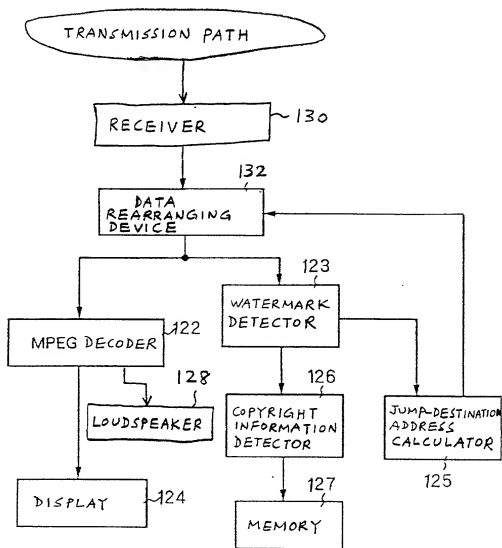 TRANSMISSION PATH
RECEIVER
130
132
DATA
REARRANGING
DEVICE
123
WATERMARK
DETECTOR
MPEG DECODER
122
128
LOUDSPEAKER
126
COPYRIGHT
INFORMATION
DETECTOR
JUMP-DESTINATION
ADDRESS
CALCULATOR
125
DISPLAY
124
127
MEMORY